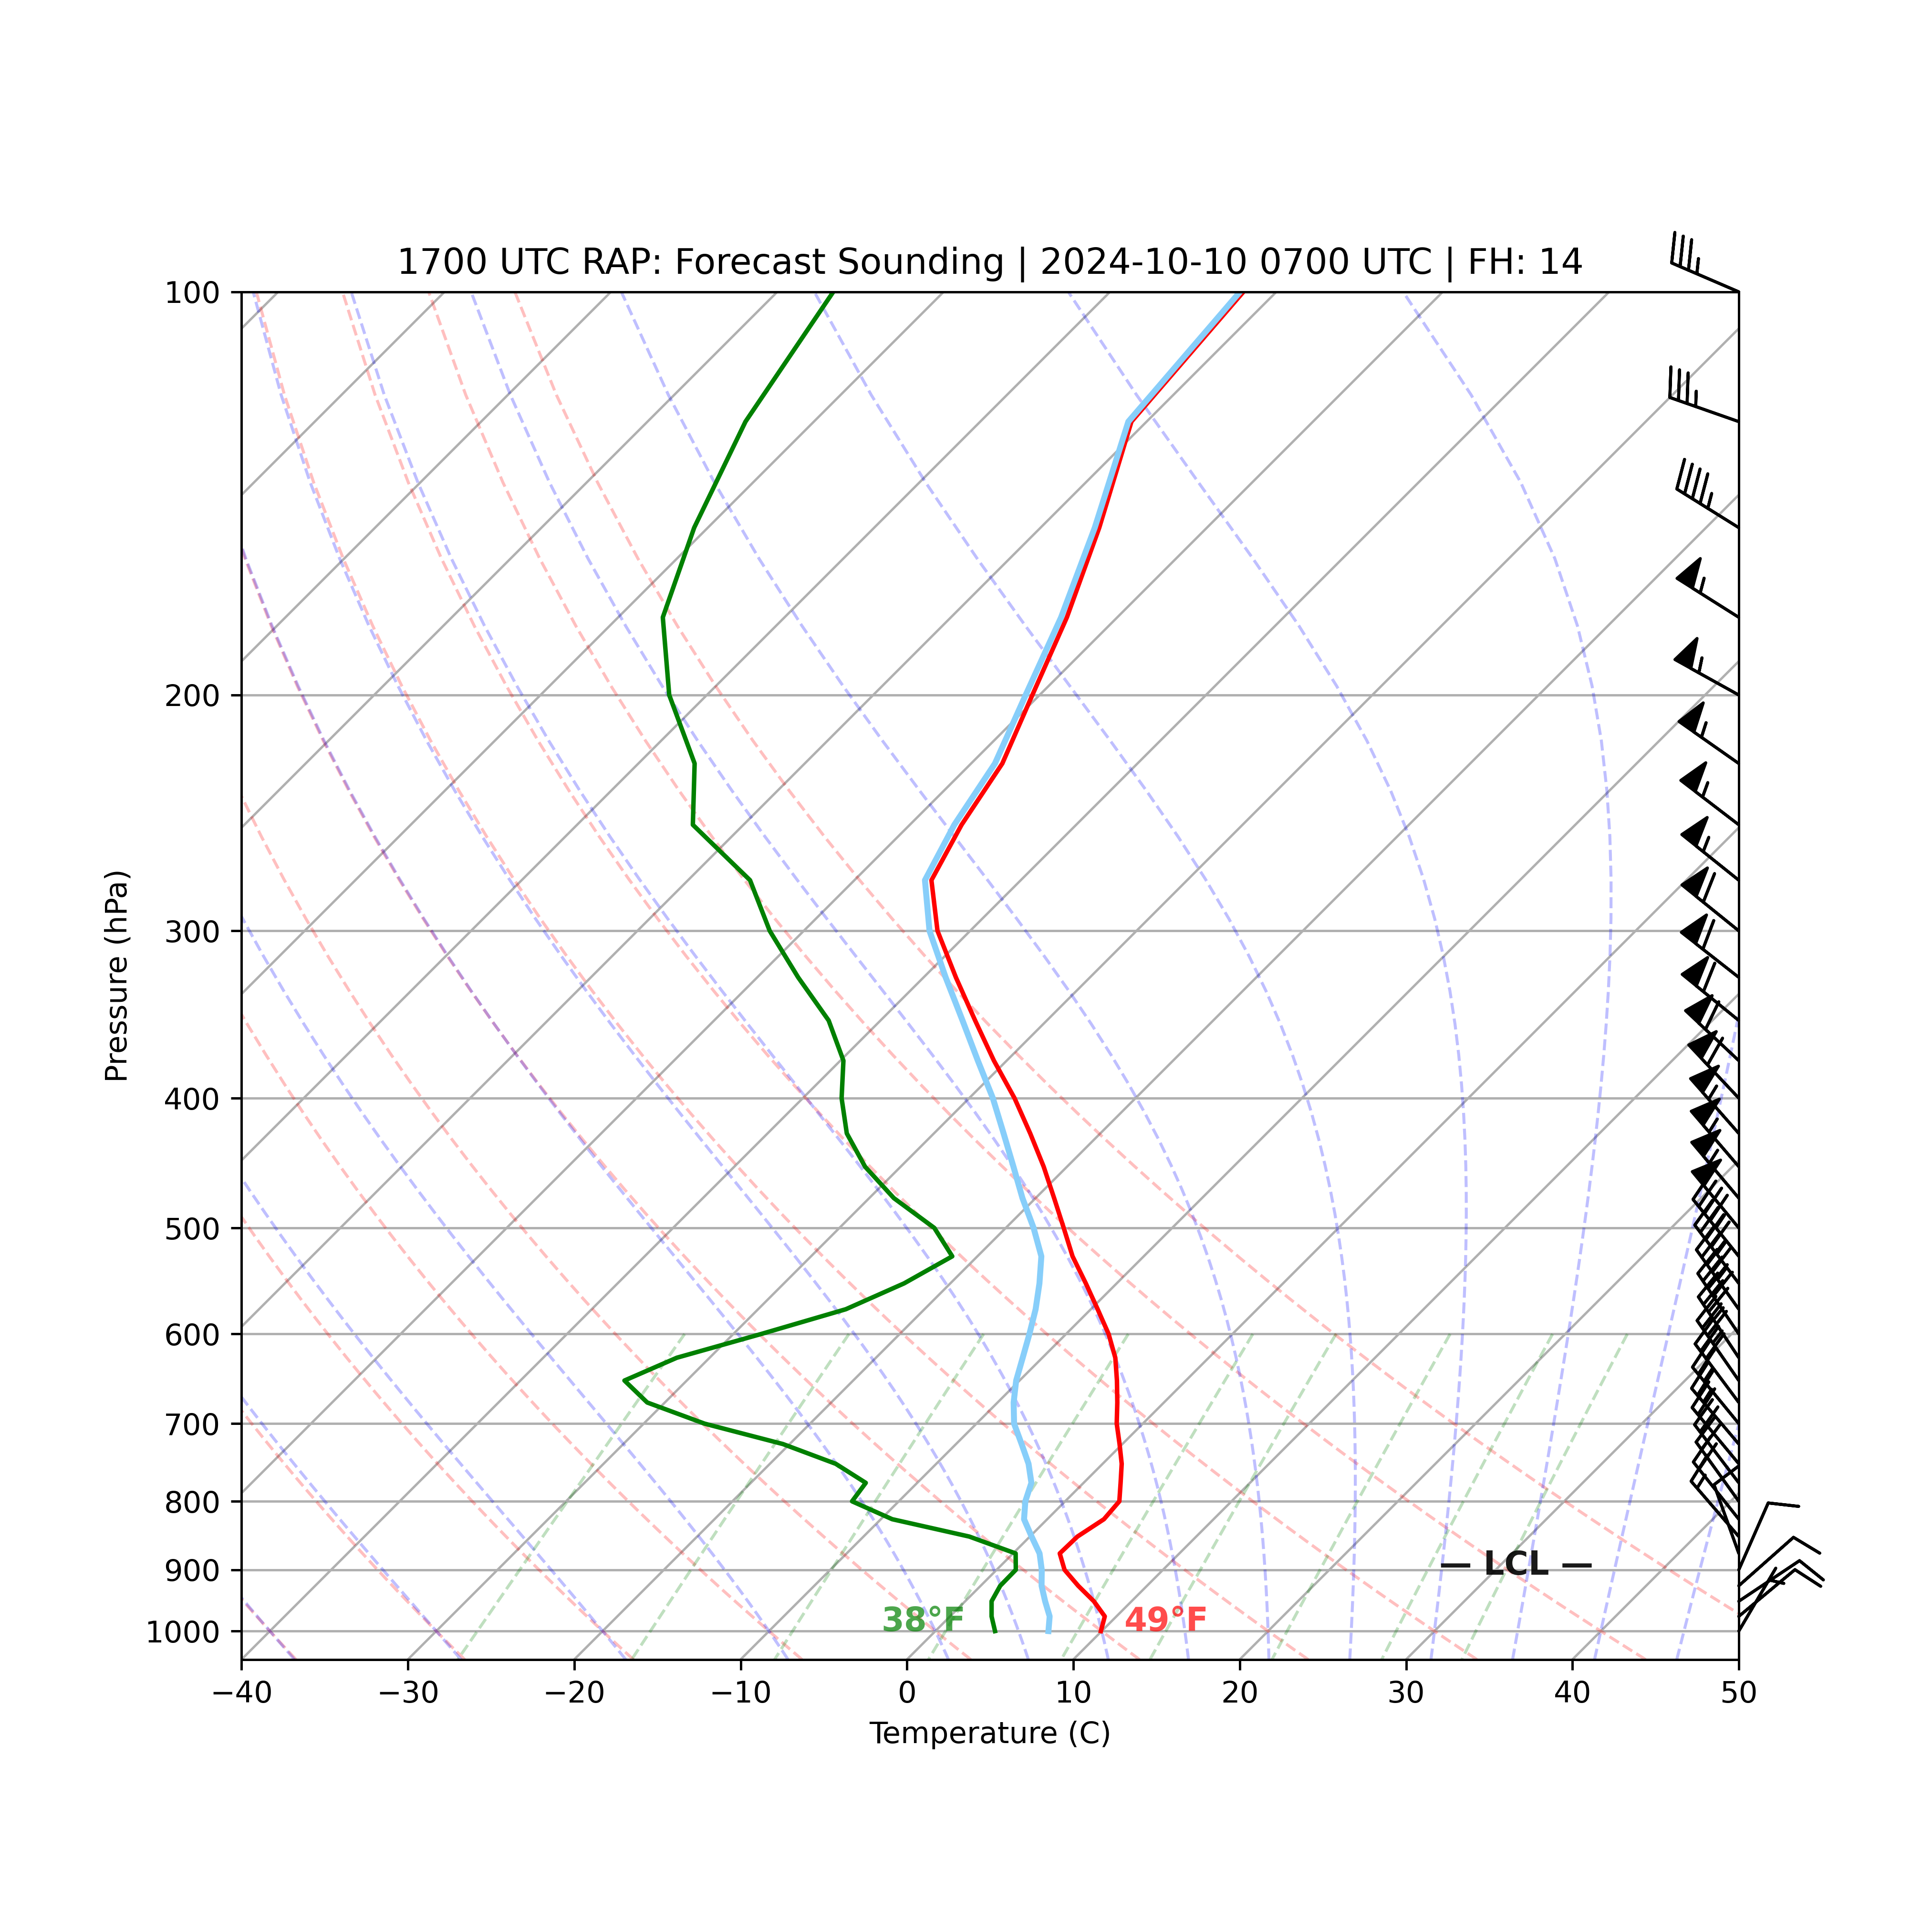 1700 UTC RAP: Forecast Sounding | 2024-10-10 0700 UTC | FH: 14
100
200
300
400
500
600
700
800
900
1000
Pressure (hPa)
— LCL —
38°F
49°F
−40 −30 −20 −10 0 10 20 30 40 50
Temperature (C)